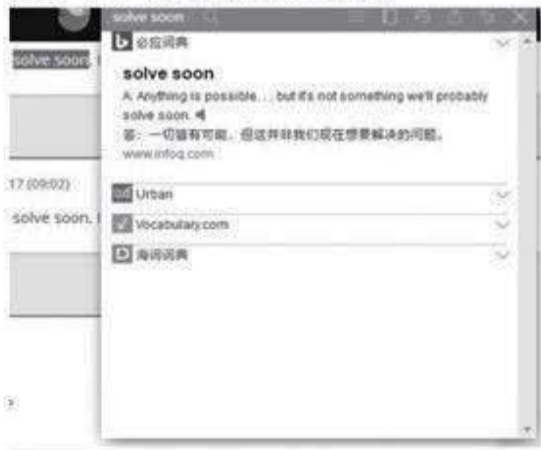 solve soon
必应词典
solve soon
solve soon
A. Anything is possible. . . but it's not something we'll probably
solve soon.
答：一切皆有可能，但这并非我们现在想要解决的问题。
www.infoq.com
17 (09:02)
Urban
solve soon.
Vocabulary.com
海词词典